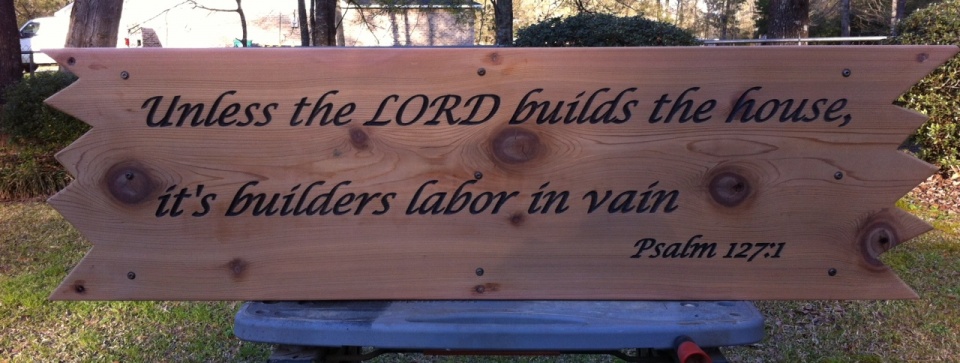 Unless the LORD builds the house,
it's builders labor in vain
Psalm 127:1